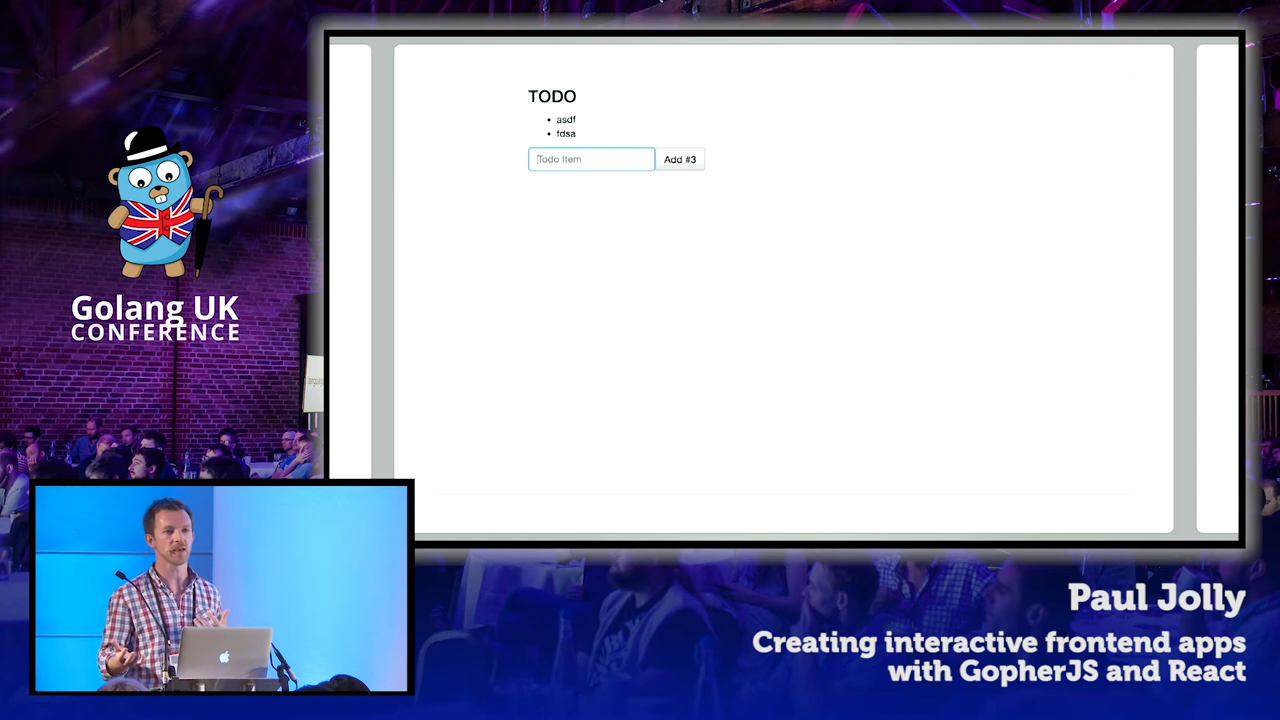 TODO
• asdf
• fdsa
Todo Item
Add #3
Golang UK
CONFERENCE
Paul Jolly
Creating interactive frontend apps
with GopherJS and React